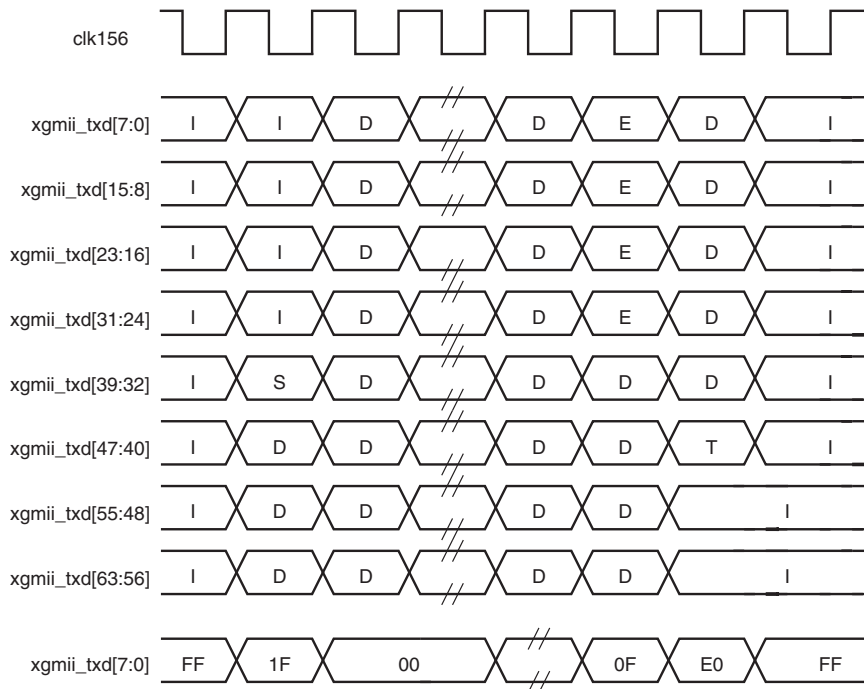 clk156
xgmii_txd[7:0] I I D D E D I
xgmii_txd[15:8] I I D D E D I
xgmii_txd[23:16] I I D D E D I
xgmii_txd[31:24] I I D D E D I
xgmii_txd[39:32] I S D D D D I
xgmii_txd[47:40] I D D D D T I
xgmii_txd[55:48] I D D D D I
xgmii_txd[63:56] I D D D D I
xgmii_txd[7:0] FF 1F 00 0F E0 FF